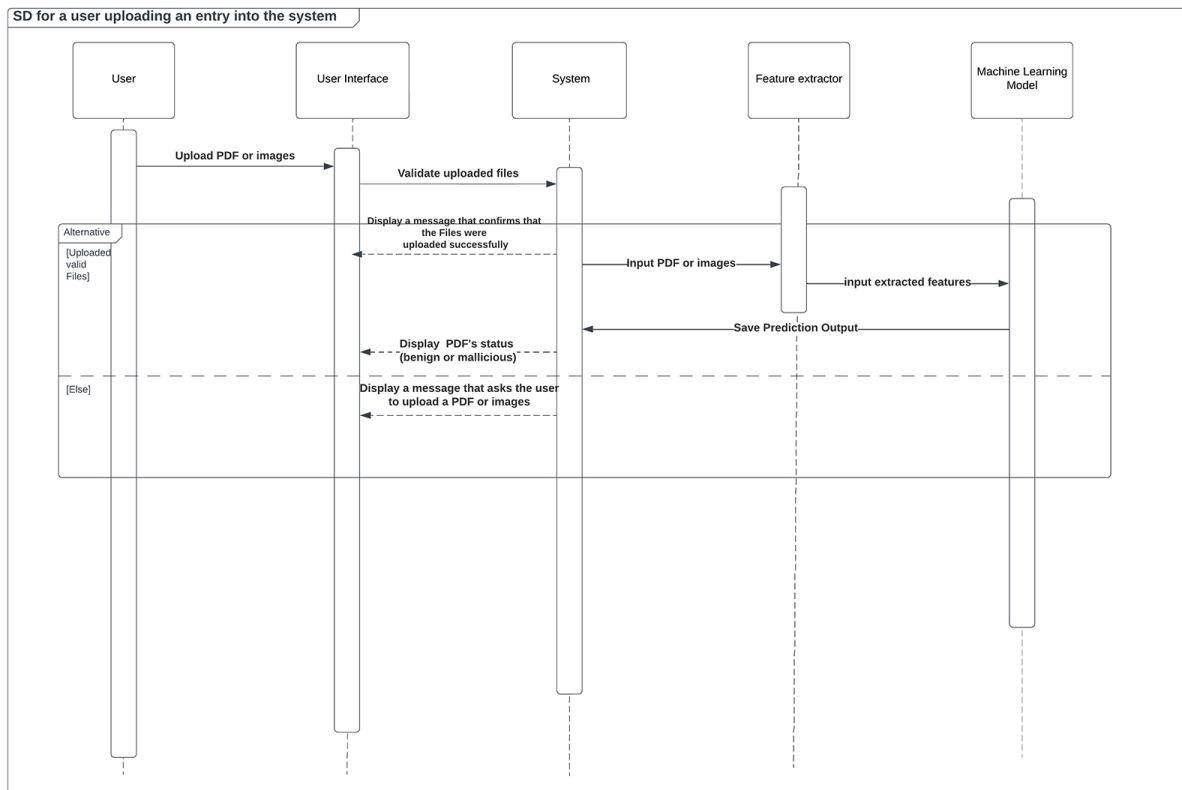 SD for a user uploading an entry into the system
User
User Interface
System
Feature extractor
Machine Learning
Model
Upload PDF or images
Validate uploaded files
Alternative
[Uploaded
valid
Files]
Display a message that confirms that
the Files were
uploaded successfully
Input PDF or images
input extracted features
Save Prediction Output
Display PDF's status
(benign or mallicious)
[Else]
Display a message that asks the user
to upload a PDF or images